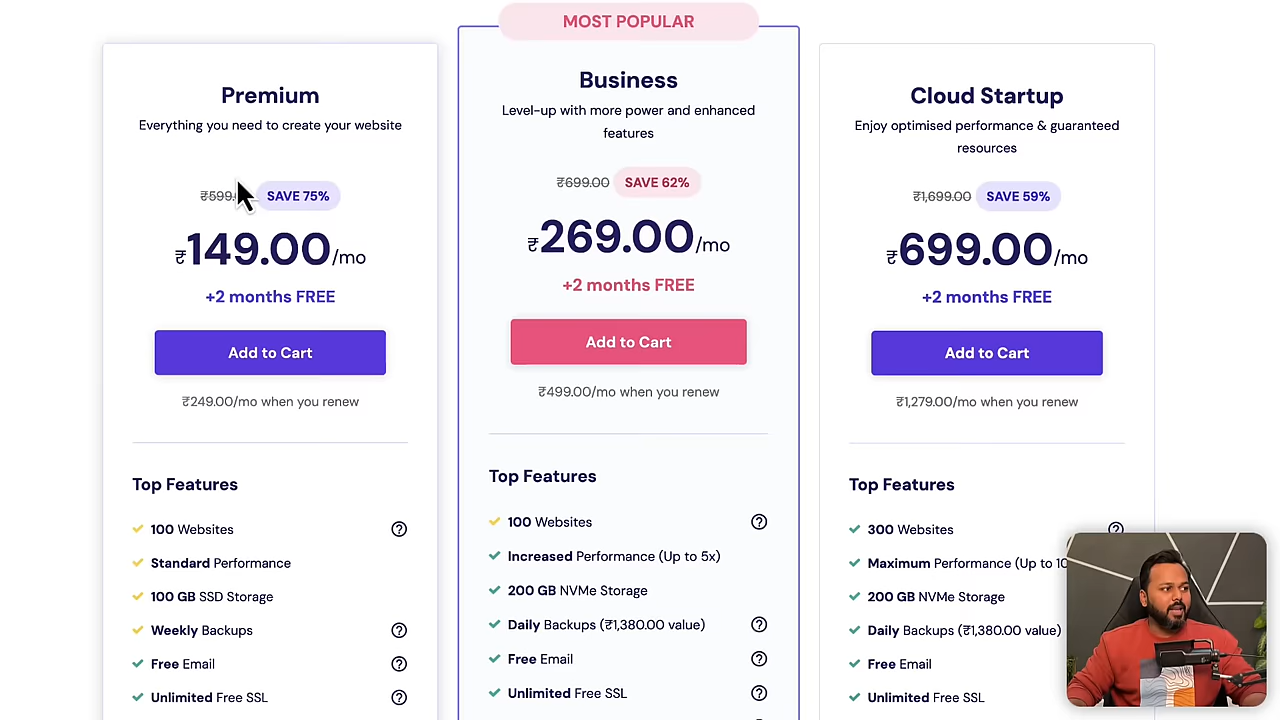 MOST POPULAR
Premium
Everything you need to create your website
SAVE 75%
₹149.00/mo
+2 months FREE
Add to Cart
₹249.00/mo when you renew
Top Features
100 Websites
Standard Performance
100 GB SSD Storage
Weekly Backups
Free Email
Unlimited Free SSL
Business
Level-up with more power and enhanced
features
₹699.00 SAVE 62%
₹269.00/mo
+2 months FREE
Add to Cart
₹499.00/mo when you renew
Top Features
100 Websites
Increased Performance (Up to 5x)
200 GB NVMe Storage
Daily Backups (₹1,380.00 value)
Free Email
Unlimited Free SSL
Cloud Startup
Enjoy optimised performance & guaranteed
resources
₹1,699.00 SAVE 59%
₹699.00/mo
+2 months FREE
Add to Cart
₹1,279.00/mo when you renew
Top Features
300 Websites
Maximum Performance (Up to
200 GB NVMe Storage
Daily Backups (₹1,380.00 value)
Free Email
Unlimited Free SSL